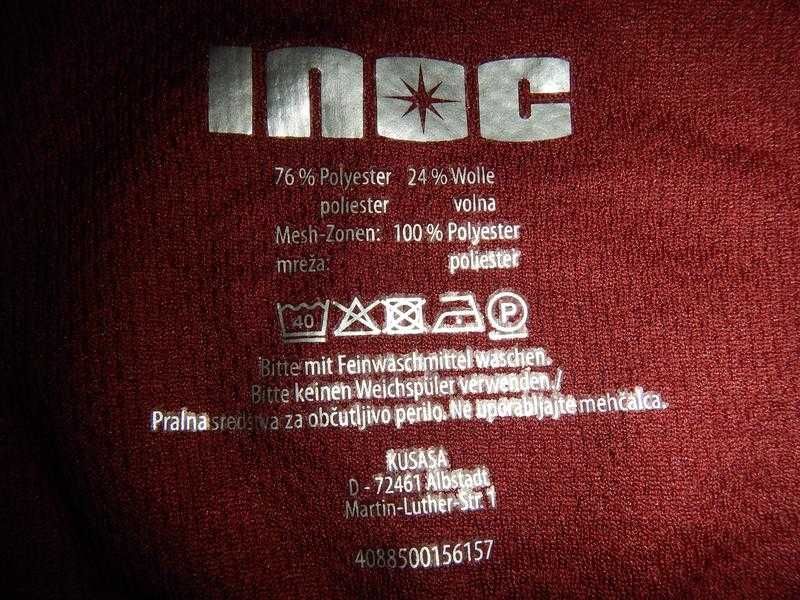 INOC
76 % Polyester 24 % Wolle
poliester volna
Mesh-Zonen: 100 % Polyester
mreža: poliester
40 P
Bitte mit Feinwaschmittel waschen.
Bitte keinen Weichspüler verwenden./
Pralna sredstva za občutljivo perilo. Ne uporabljajte mehčalca.
KUSASA
D - 72461 Albstadt
Martin-Luther-Str. 1
4088500156157